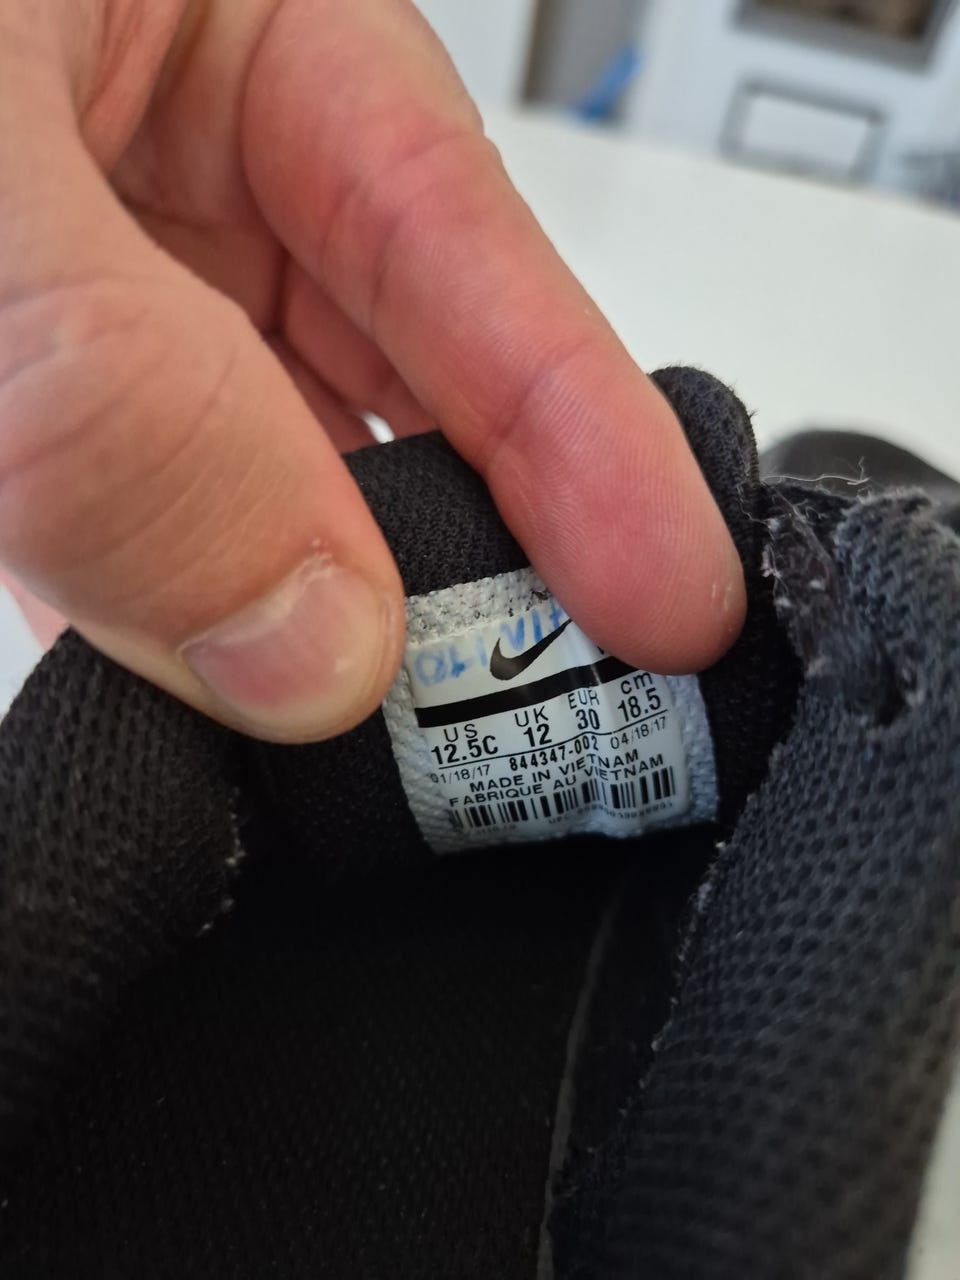 US UK EUR cm
12.5C 12 30 18.5
01/18/17 844347-002 04/18/17
MADE IN VIETNAM
FABRIQUE AU VIETNAM
UPC